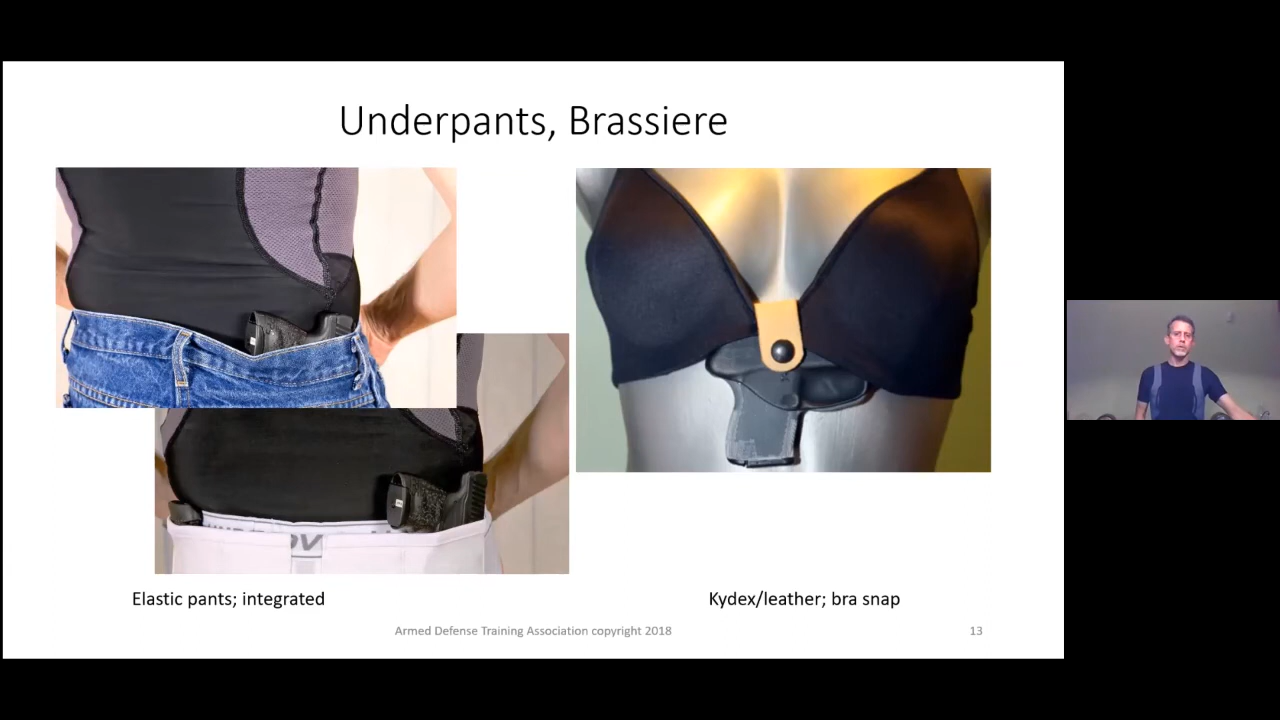 Underpants, Brassiere
Elastic pants; integrated
Kydex/leather; bra snap
Armed Defense Training Association copyright 2018
13